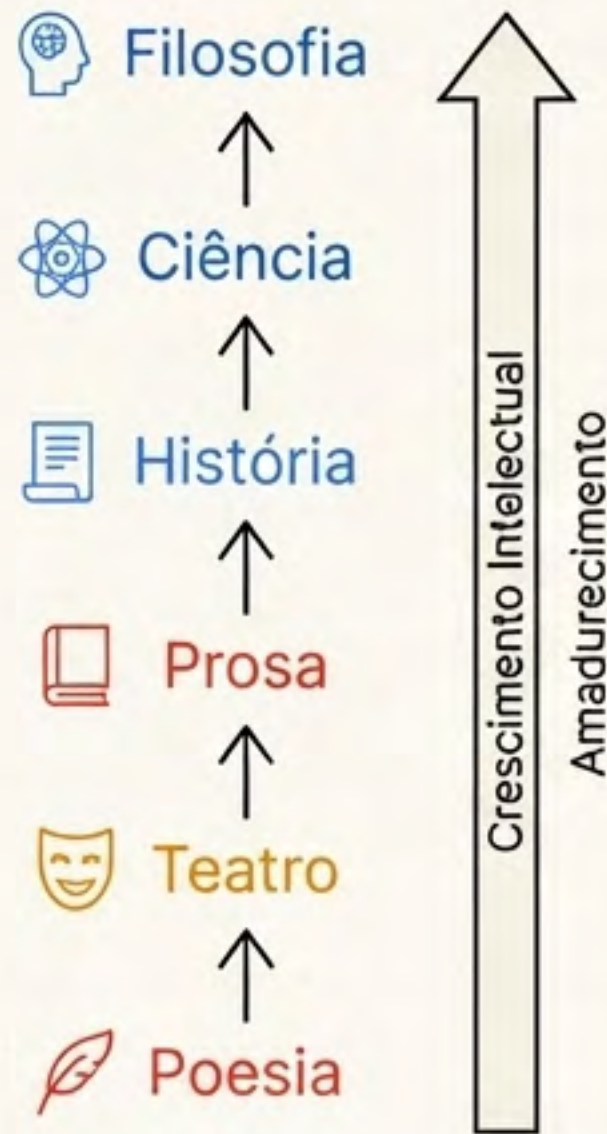 Filosofia
Ciência
História
Prosa
Teatro
Poesia
Crescimento Intelectual
Amadurecimento